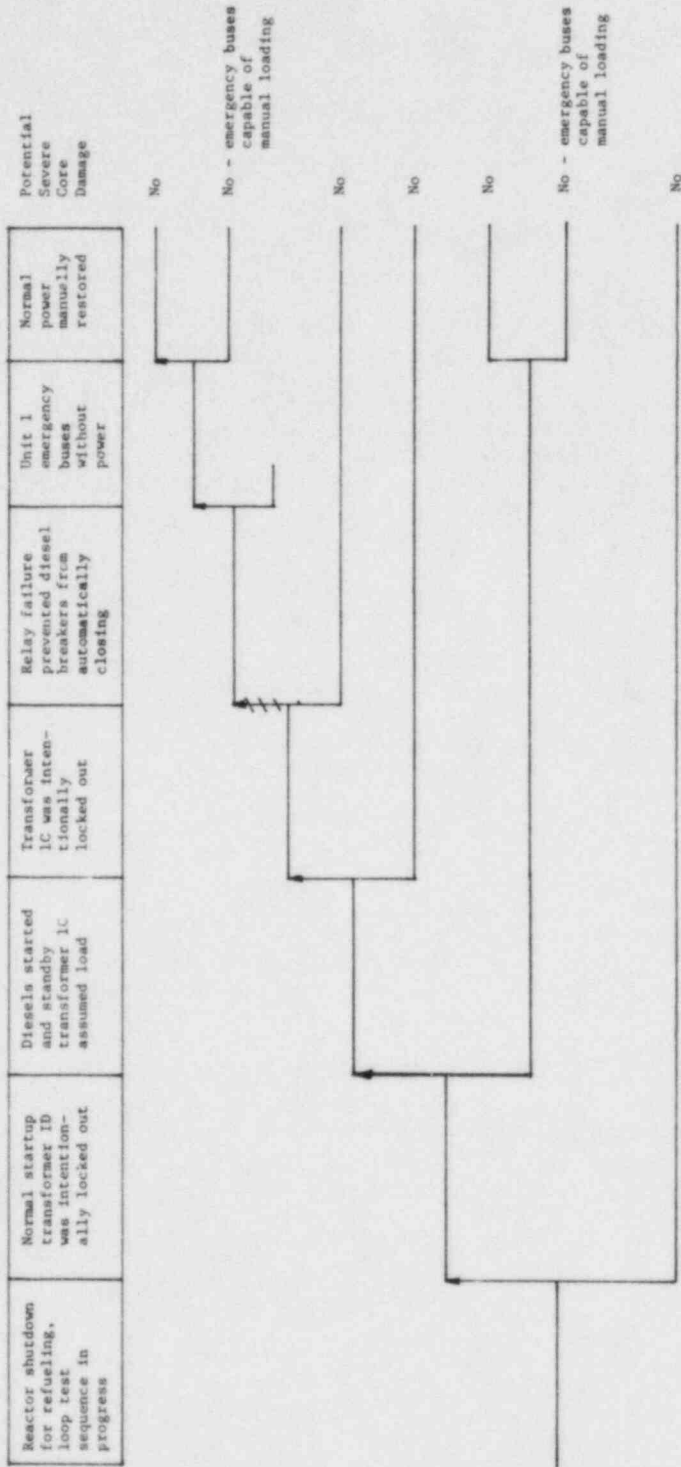 Reactor shutdown
for refueling,
loop test
sequence in
progress
Normal startup
transformer ID
was intention-
ally locked out
Diesels started
and standby
transformer 1C
assumed load
Transformer
1C was inten-
tionally
locked out
Relay failure
prevented diesel
breakers from
automatically
closing
Unit 1
emergency
buses
without
power
Normal
power
manuelly
restored
Potential
Severe
Core
Damage
No
No - emergency buses
capable of
manual loading
No
No
No
No - emergency buses
capable of
manual loading
No